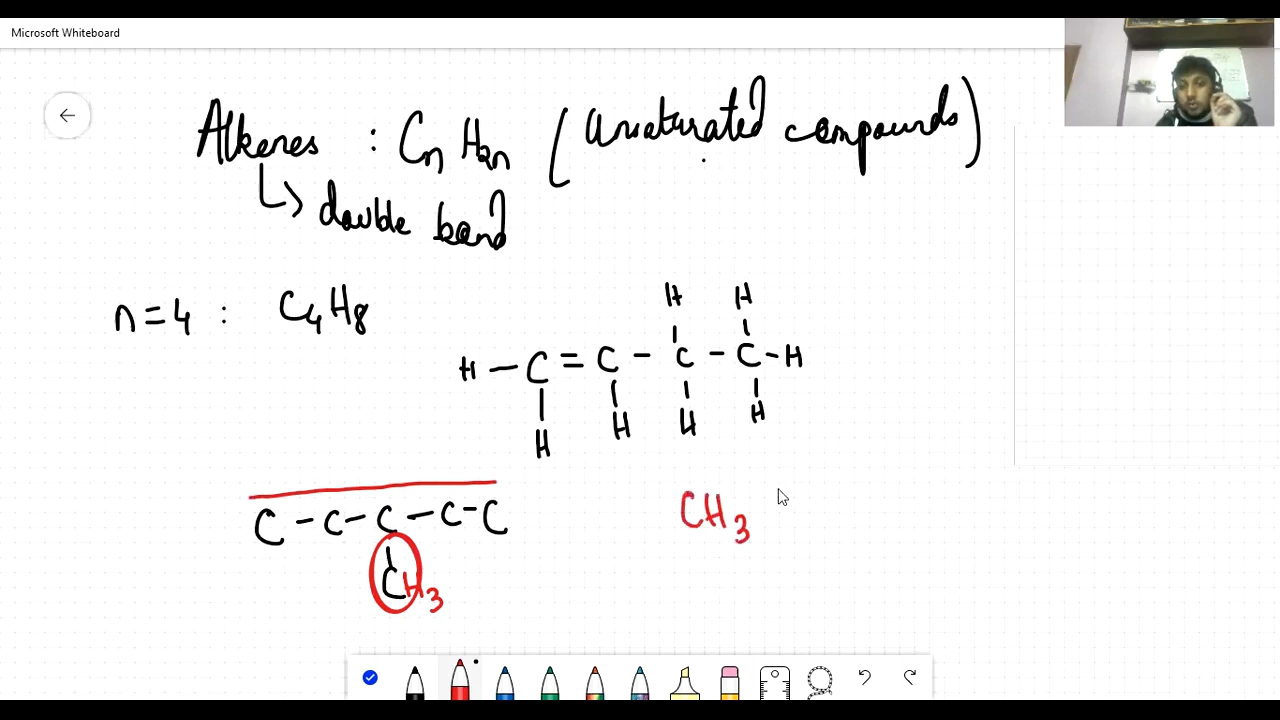 Microsoft Whiteboard
Alkenes : CnH2n (unsaturated compounds)
↳ double bond
n=4 : C4H8
H H
H - C = C - C - C - H
H H H H
C - C - C - C - C
CH3
CH3